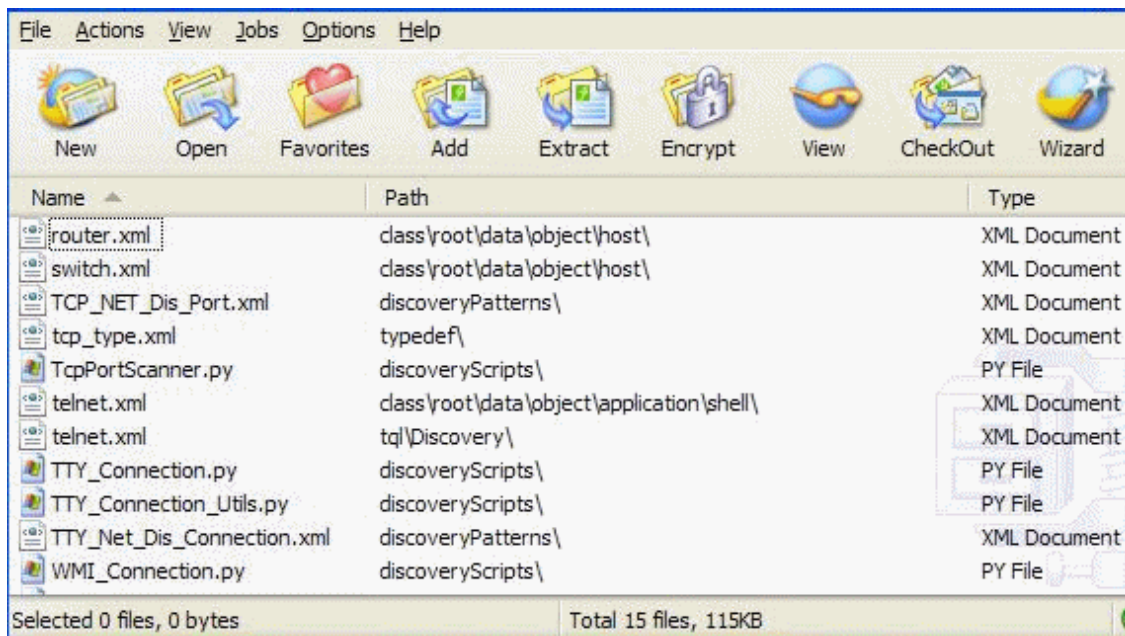 File Actions View Jobs Options Help
New Open Favorites Add Extract Encrypt View CheckOut Wizard
Name Path Type
router.xml class\root\data\object\host\ XML Document
switch.xml class\root\data\object\host\ XML Document
TCP_NET_Dis_Port.xml discoveryPatterns\ XML Document
tcp_type.xml typedef\ XML Document
TcpPortScanner.py discoveryScripts\ PY File
telnet.xml class\root\data\object\application\shell\ XML Document
telnet.xml tql\Discovery\ XML Document
TTY_Connection.py discoveryScripts\ PY File
TTY_Connection_Utils.py discoveryScripts\ PY File
TTY_Net_Dis_Connection.xml discoveryPatterns\ XML Document
WMI_Connection.py discoveryScripts\ PY File
Selected 0 files, 0 bytes Total 15 files, 115KB